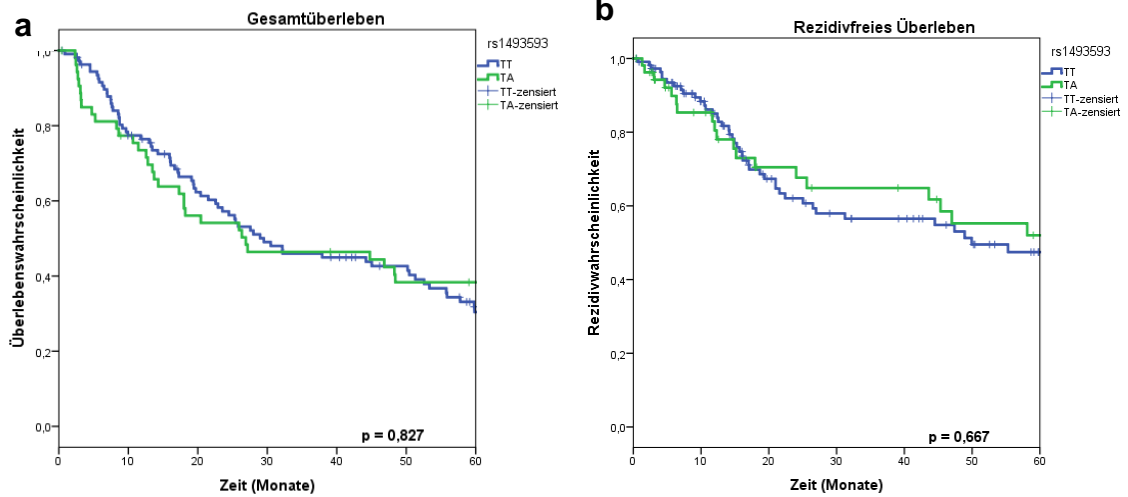 a
Gesamtüberleben
rs1493593
TT
TA
TT-zensiert
TA-zensiert
Überlebenswahrscheinlichkeit
1,0
0,8
0,6
0,4
0,2
0,0
p = 0,827
0 10 20 30 40 50 60
Zeit (Monate)
b
Rezidivfreies Überleben
rs1493593
TT
TA
TT-zensiert
TA-zensiert
Rezidivwahrscheinlichkeit
1,0
0,8
0,6
0,4
0,2
0,0
p = 0,667
0 10 20 30 40 50 60
Zeit (Monate)